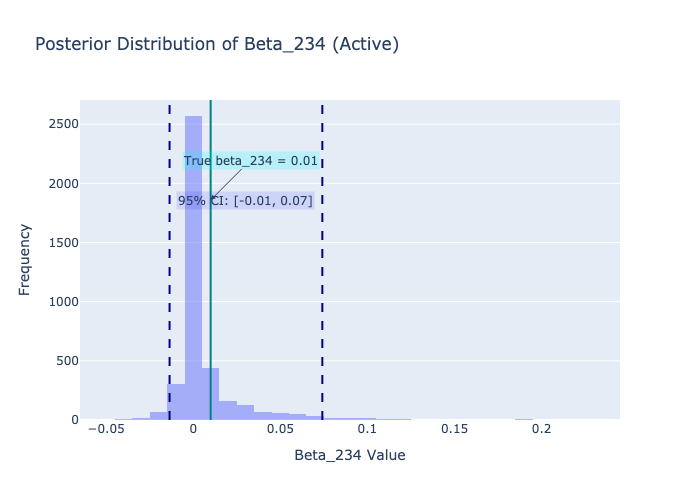 Posterior Distribution of Beta_234 (Active)
2500
True beta_234 = 0.01
2000
95% CI: [-0.01, 0.07]
1500
Frequency
1000
500
0
−0.05
0
0.05
0.1
0.15
0.2
Beta_234 Value